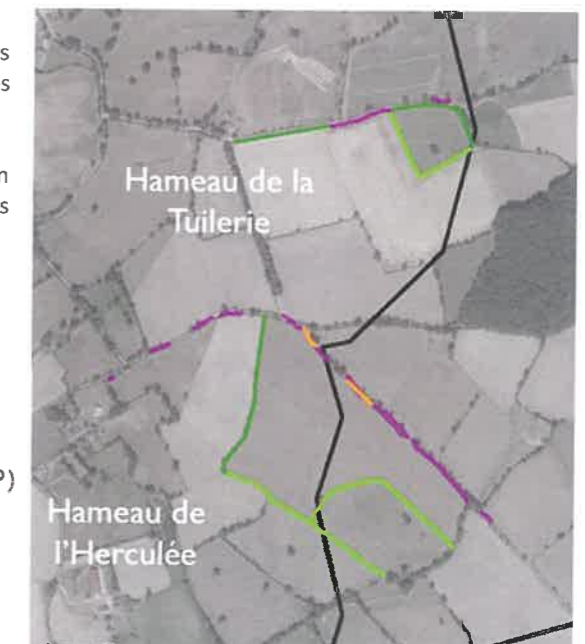 s
s
n
s
Hameau de la
Tuilerie
P)
Hameau de
l'Herculée